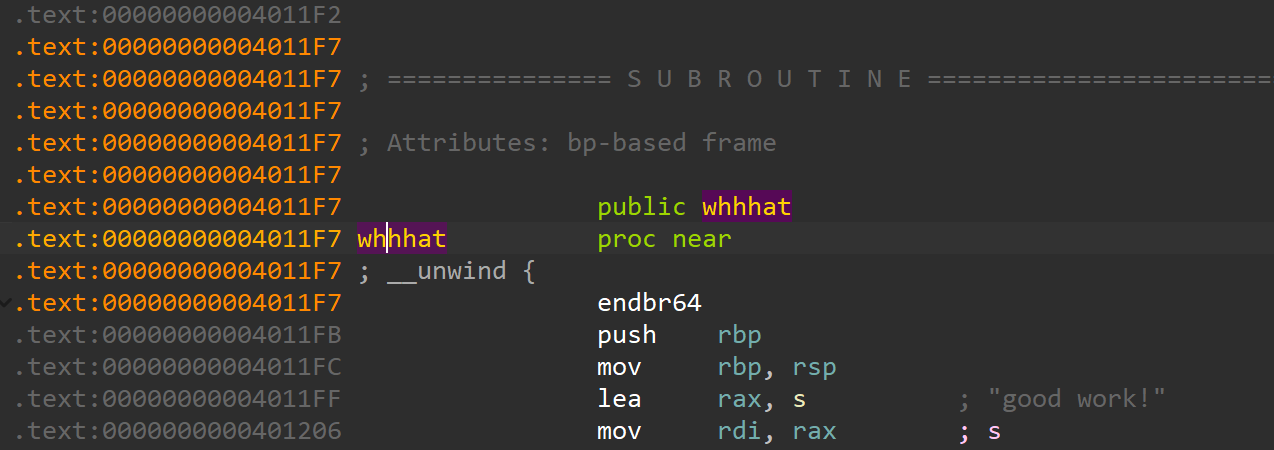 .text:00000000004011F2
.text:00000000004011F7
.text:00000000004011F7 ; =============== S U B R O U T I N E =======================
.text:00000000004011F7
.text:00000000004011F7 ; Attributes: bp-based frame
.text:00000000004011F7
.text:00000000004011F7 public whhhat
.text:00000000004011F7 whhhat proc near
.text:00000000004011F7 ; __unwind {
.text:00000000004011F7 endbr64
.text:00000000004011FB push rbp
.text:00000000004011FC mov rbp, rsp
.text:00000000004011FF lea rax, s ; "good work!"
.text:0000000000401206 mov rdi, rax ; s